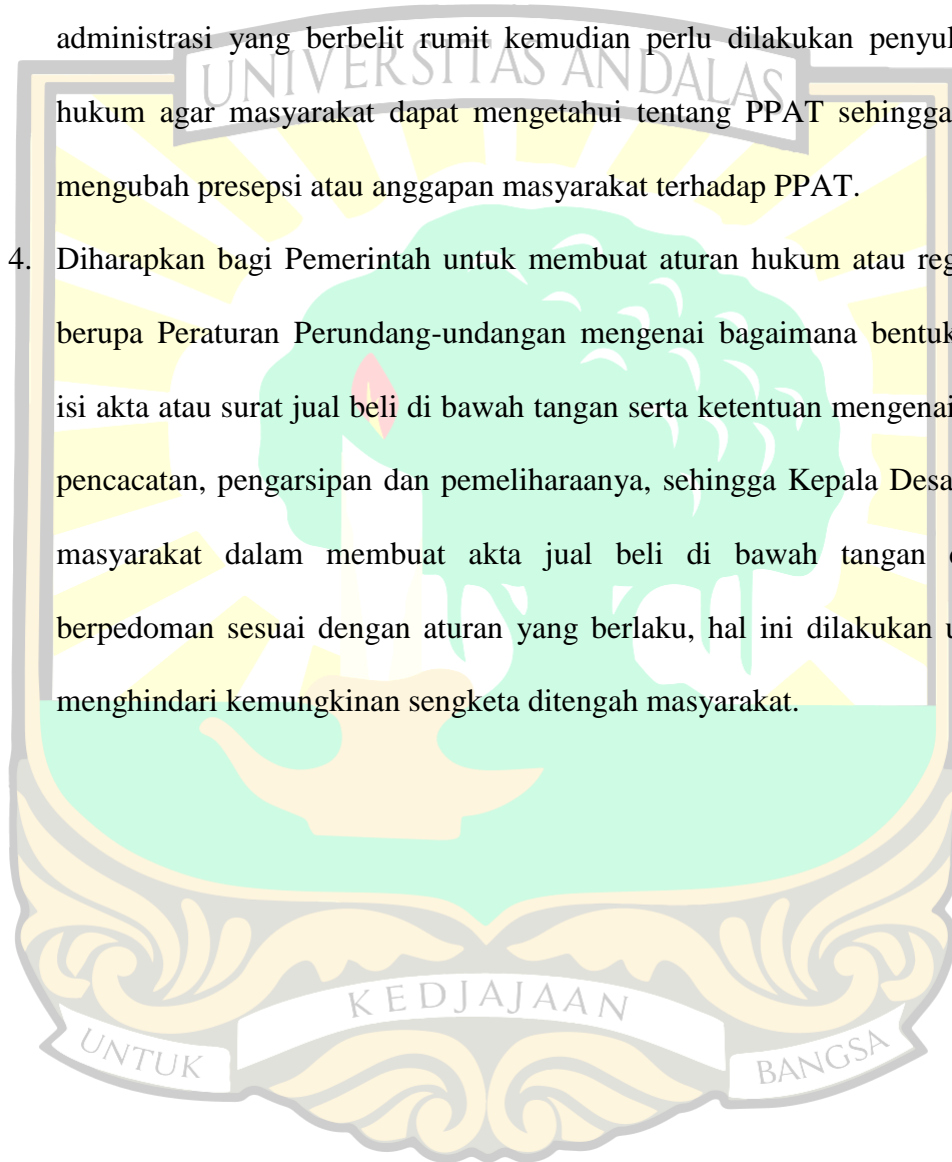 administrasi yang berbelit rumit kemudian perlu dilakukan penyul
UNIVERSITAS ANDALAS
hukum agar masyarakat dapat mengetahui tentang PPAT sehingga
mengubah presepsi atau anggapan masyarakat terhadap PPAT.
4. Diharapkan bagi Pemerintah untuk membuat aturan hukum atau reg
berupa Peraturan Perundang-undangan mengenai bagaimana bentuk
isi akta atau surat jual beli di bawah tangan serta ketentuan mengenai
pencacatan, pengarsipan dan pemeliharaanya, sehingga Kepala Desa
masyarakat dalam membuat akta jual beli di bawah tangan
berpedoman sesuai dengan aturan yang berlaku, hal ini dilakukan u
menghindari kemungkinan sengketa ditengah masyarakat.
KEDJAJAAN
UNTUK
BANGSA